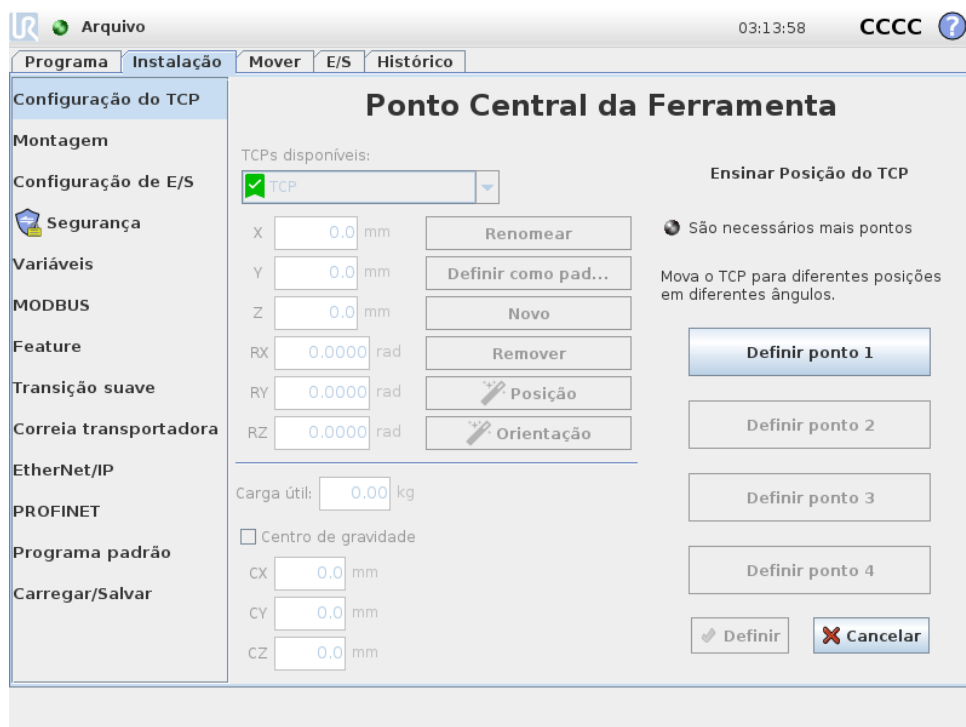 UR Arquivo 03:13:58 CCCC ?
Programa Instalação Mover E/S Histórico
Configuração do TCP
Montagem
Configuração de E/S
Segurança
Variáveis
MODBUS
Feature
Transição suave
Correia transportadora
EtherNet/IP
PROFINET
Programa padrão
Carregar/Salvar
Ponto Central da Ferramenta
TCPs disponíveis:
TCP
X 0.0 mm Renomear
Y 0.0 mm Definir como pad...
Z 0.0 mm Novo
RX 0.0000 rad Remover
RY 0.0000 rad Posição
RZ 0.0000 rad Orientação
Carga útil: 0.00 kg
Centro de gravidade
CX 0.0 mm
CY 0.0 mm
CZ 0.0 mm
Ensinar Posição do TCP
São necessários mais pontos
Mova o TCP para diferentes posições
em diferentes ângulos.
Definir ponto 1
Definir ponto 2
Definir ponto 3
Definir ponto 4
Definir Cancelar